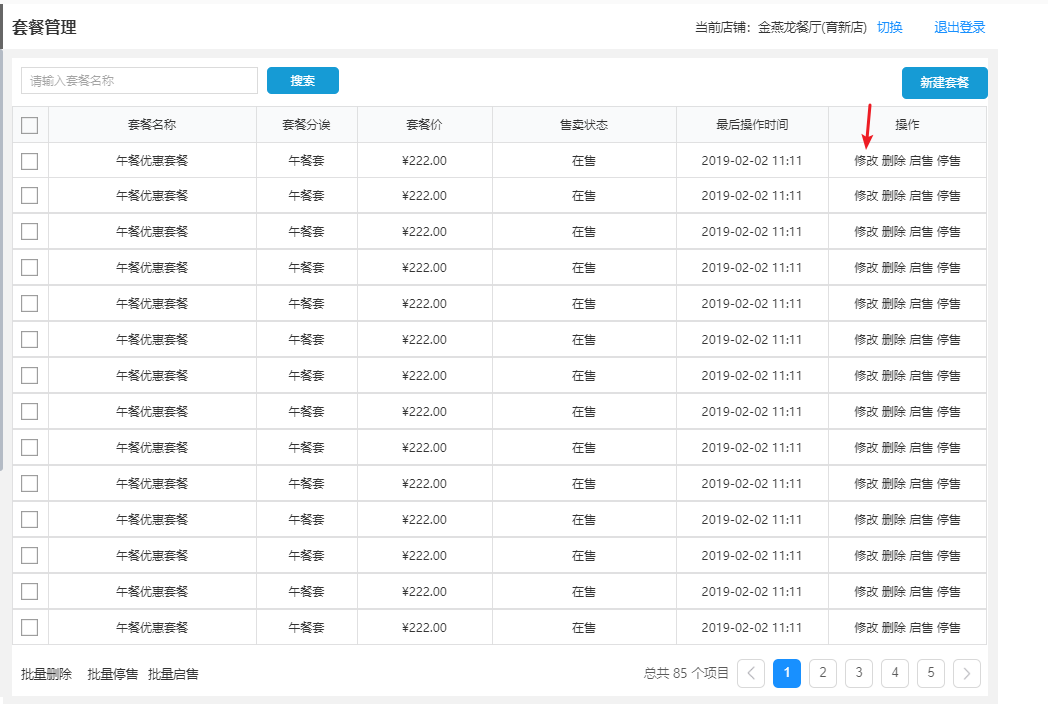 套餐管理 当前店铺：金燕龙餐厅(育新店) 切换 退出登录
请输入套餐名称 搜索 新建套餐
套餐名称 套餐分诶 套餐价 售卖状态 最后操作时间 操作
午餐优惠套餐 午餐套 ¥222.00 在售 2019-02-02 11:11 修改 删除 启售 停售
午餐优惠套餐 午餐套 ¥222.00 在售 2019-02-02 11:11 修改 删除 启售 停售
午餐优惠套餐 午餐套 ¥222.00 在售 2019-02-02 11:11 修改 删除 启售 停售
午餐优惠套餐 午餐套 ¥222.00 在售 2019-02-02 11:11 修改 删除 启售 停售
午餐优惠套餐 午餐套 ¥222.00 在售 2019-02-02 11:11 修改 删除 启售 停售
午餐优惠套餐 午餐套 ¥222.00 在售 2019-02-02 11:11 修改 删除 启售 停售
午餐优惠套餐 午餐套 ¥222.00 在售 2019-02-02 11:11 修改 删除 启售 停售
午餐优惠套餐 午餐套 ¥222.00 在售 2019-02-02 11:11 修改 删除 启售 停售
午餐优惠套餐 午餐套 ¥222.00 在售 2019-02-02 11:11 修改 删除 启售 停售
午餐优惠套餐 午餐套 ¥222.00 在售 2019-02-02 11:11 修改 删除 启售 停售
午餐优惠套餐 午餐套 ¥222.00 在售 2019-02-02 11:11 修改 删除 启售 停售
午餐优惠套餐 午餐套 ¥222.00 在售 2019-02-02 11:11 修改 删除 启售 停售
午餐优惠套餐 午餐套 ¥222.00 在售 2019-02-02 11:11 修改 删除 启售 停售
午餐优惠套餐 午餐套 ¥222.00 在售 2019-02-02 11:11 修改 删除 启售 停售
批量删除 批量停售 批量启售 总共 85 个项目 1 2 3 4 5